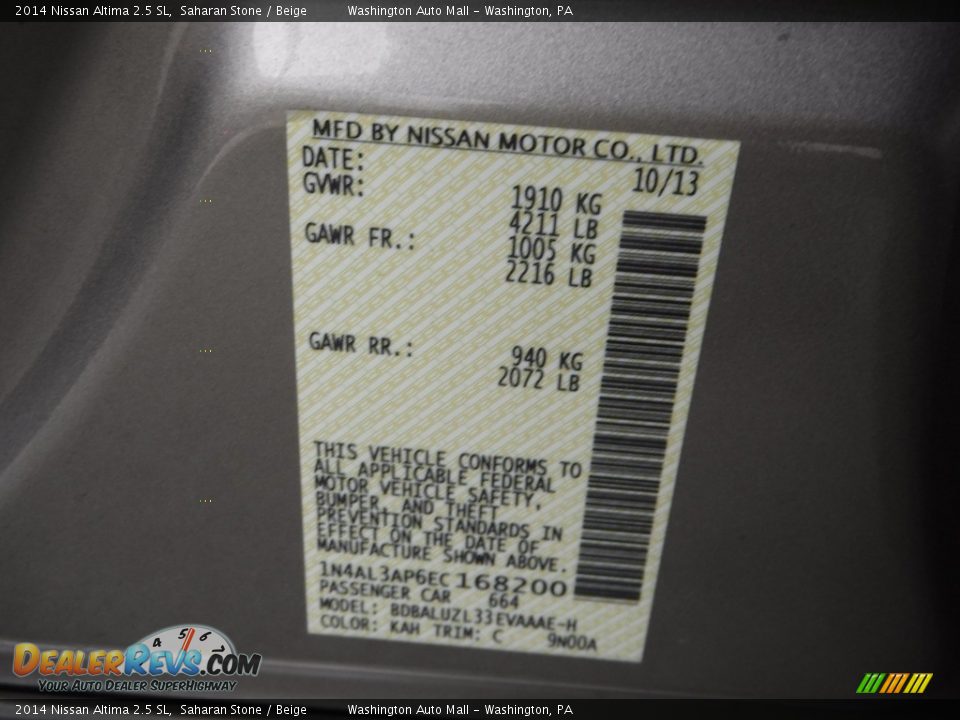 2014 Nissan Altima 2.5 SL, Saharan Stone / Beige Washington Auto Mall - Washington, PA
MFD BY NISSAN MOTOR CO., LTD.
DATE: 10/13
GVWR: 1910 KG
4211 LB
GAWR FR.: 1005 KG
2216 LB
GAWR RR.: 940 KG
2072 LB
THIS VEHICLE CONFORMS TO
ALL APPLICABLE FEDERAL
MOTOR VEHICLE SAFETY,
BUMPER, AND THEFT
PREVENTION STANDARDS IN
EFFECT ON THE DATE OF
MANUFACTURE SHOWN ABOVE.
1N4AL3AP6EC168200
PASSENGER CAR 664
MODEL: BDBALUZL33EVAAAE-H
COLOR: KAH TRIM: C 9N00A
4 5 6
DEALERREVS.COM
YOUR AUTO DEALER SUPERHIGHWAY
2014 Nissan Altima 2.5 SL, Saharan Stone / Beige Washington Auto Mall - Washington, PA